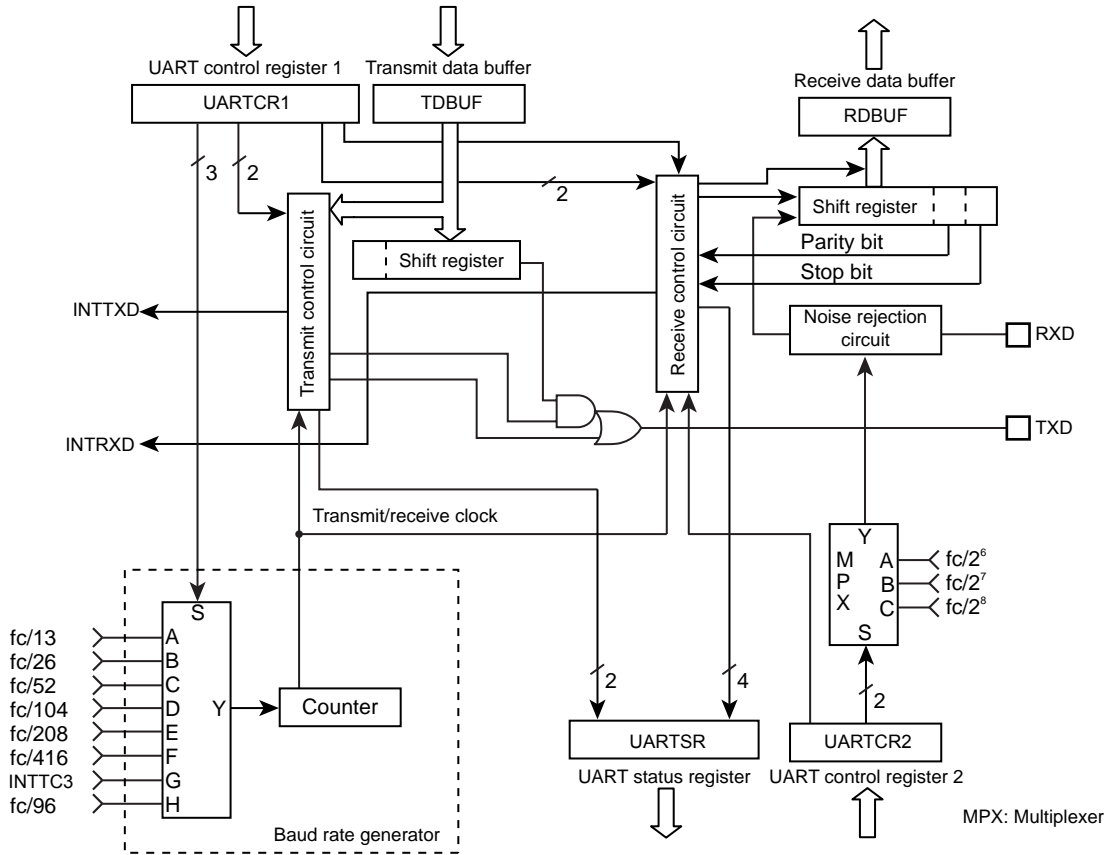 UART control register 1
Transmit data buffer
Receive data buffer
UARTCR1
TDBUF
RDBUF
3
2
2
Shift register
Shift register
Parity bit
Stop bit
Transmit control circuit
Receive control circuit
INTTXD
Noise rejection
circuit
RXD
INTRXD
TXD
Transmit/receive clock
Y
M
P
X
A
B
C
S
fc/2⁶
fc/2⁷
fc/2⁸
S
fc/13
A
fc/26
B
fc/52
C
fc/104
D
Y
Counter
fc/208
E
fc/416
F
INTTC3
G
fc/96
H
2
4
2
UARTSR
UARTCR2
UART status register
UART control register 2
Baud rate generator
MPX: Multiplexer